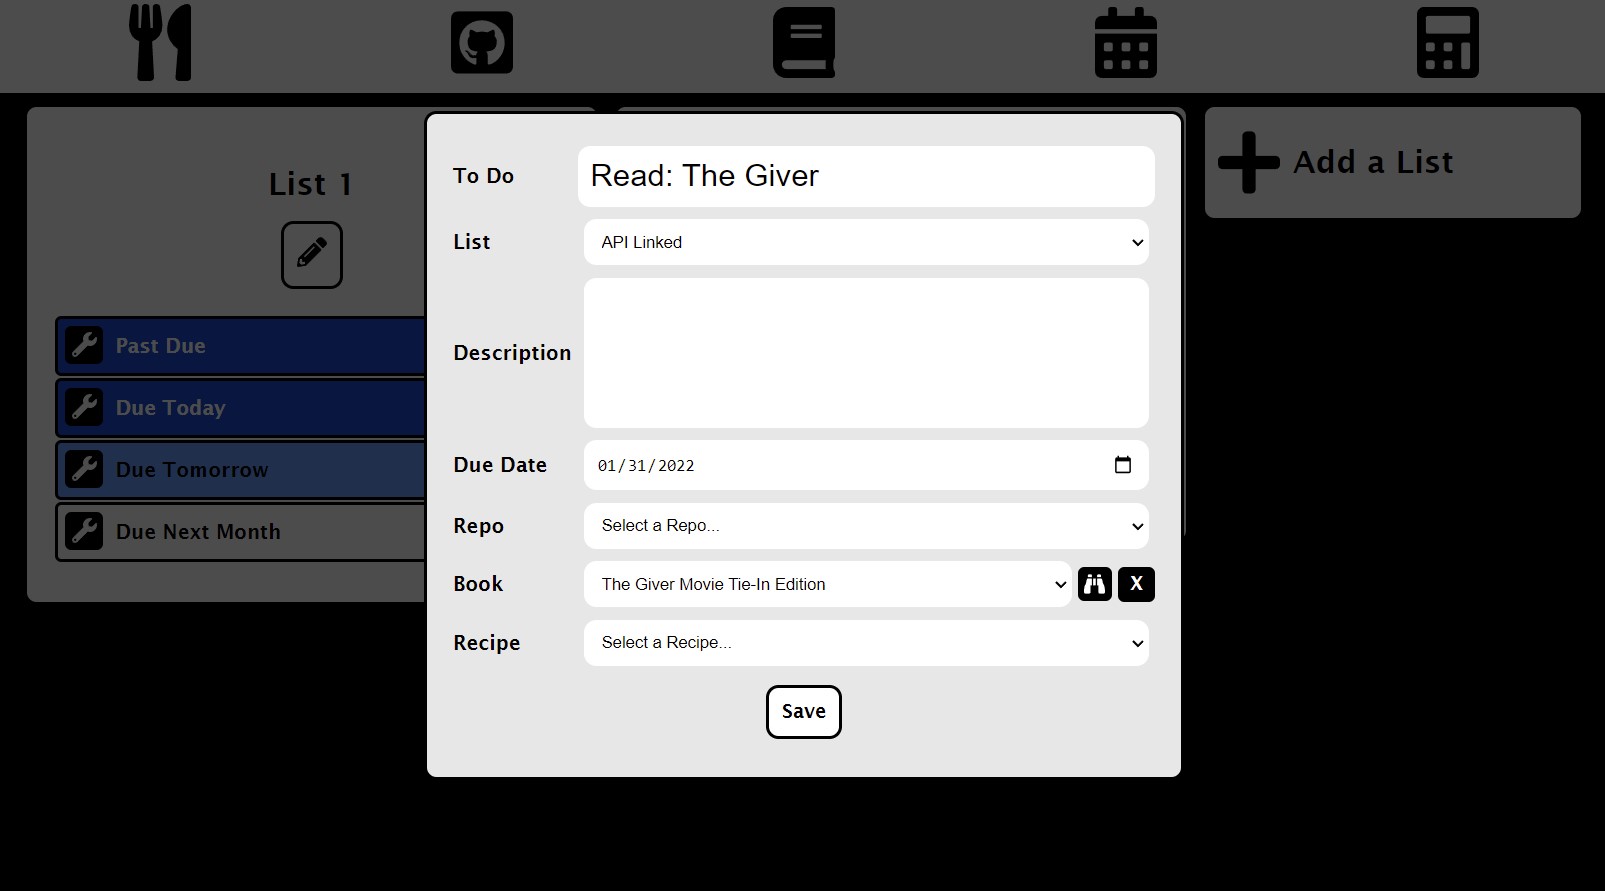 List 1
Past Due
Due Today
Due Tomorrow
Due Next Month
To Do Read: The Giver
List API Linked
Description
Due Date 01/31/2022
Repo Select a Repo...
Book The Giver Movie Tie-In Edition X
Recipe Select a Recipe...
Save
Add a List